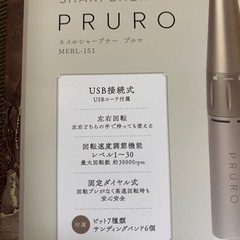 SHARPENER
PRURO
ネイルシャープナー プルロ
MEBL-151
USB接続式
USBコード付属
左右回転
左右どちらの手で持っても使える
回転速度調節機能
レベル1〜30
最大回転数 約30000rpm
固定ダイヤル式
回転ブレがなく高速回転時も
安心安全
付属
ビット7種類
サンディングバンド6個
PRURO